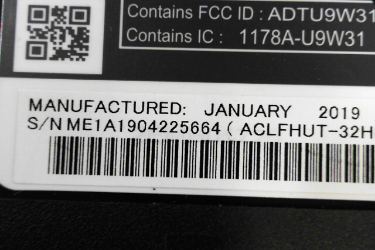 Contains FCC ID : ADTU9W31
Contains IC : 1178A-U9W31
MANUFACTURED: JANUARY 2019
S/N ME1A1904225664 ( ACLFHUT-32H